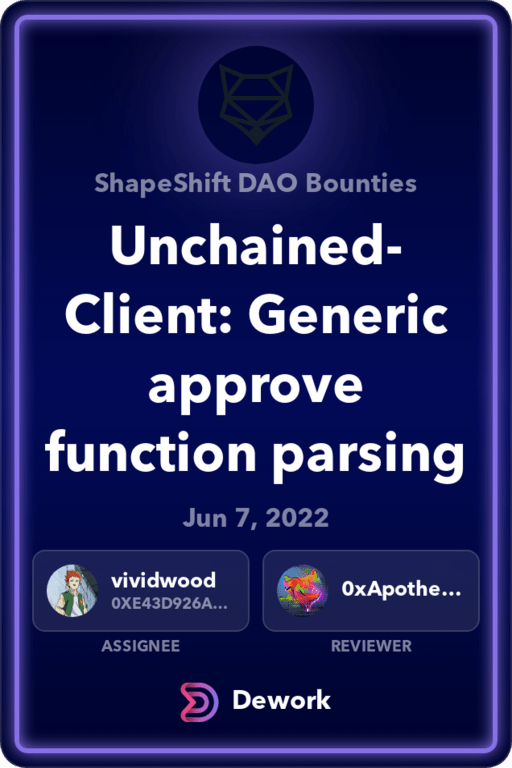 ShapeShift DAO Bounties
Unchained-
Client: Generic
approve
function parsing
Jun 7, 2022
vividwood
0XE43D926A...
0xApothe...
ASSIGNEE
REVIEWER
Dework